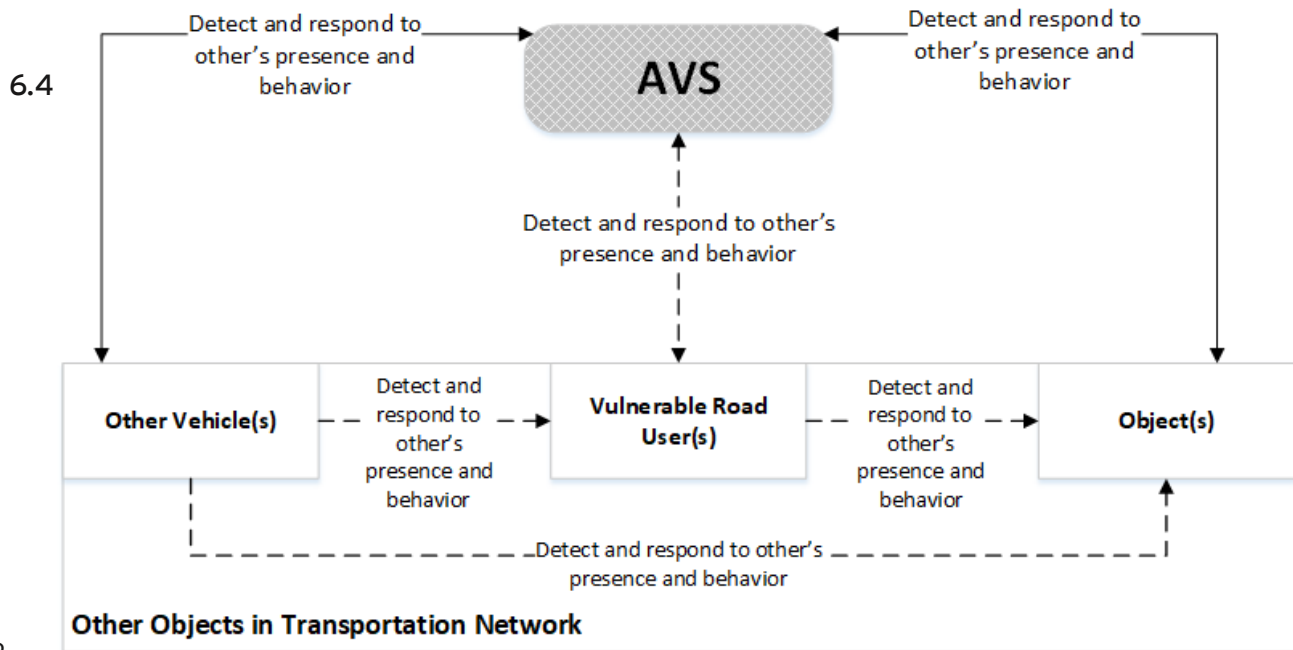 Detect and respond to
other's presence and
behavior
Detect and respond to
other's presence and
behavior
6.4
AVS
Detect and respond to other's
presence and behavior
Other Vehicle(s)
Detect and
respond to
other's
presence and
behavior
Vulnerable Road
User(s)
Detect and
respond to
other's
presence and
behavior
Object(s)
Detect and respond to other's
presence and behavior
Other Objects in Transportation Network